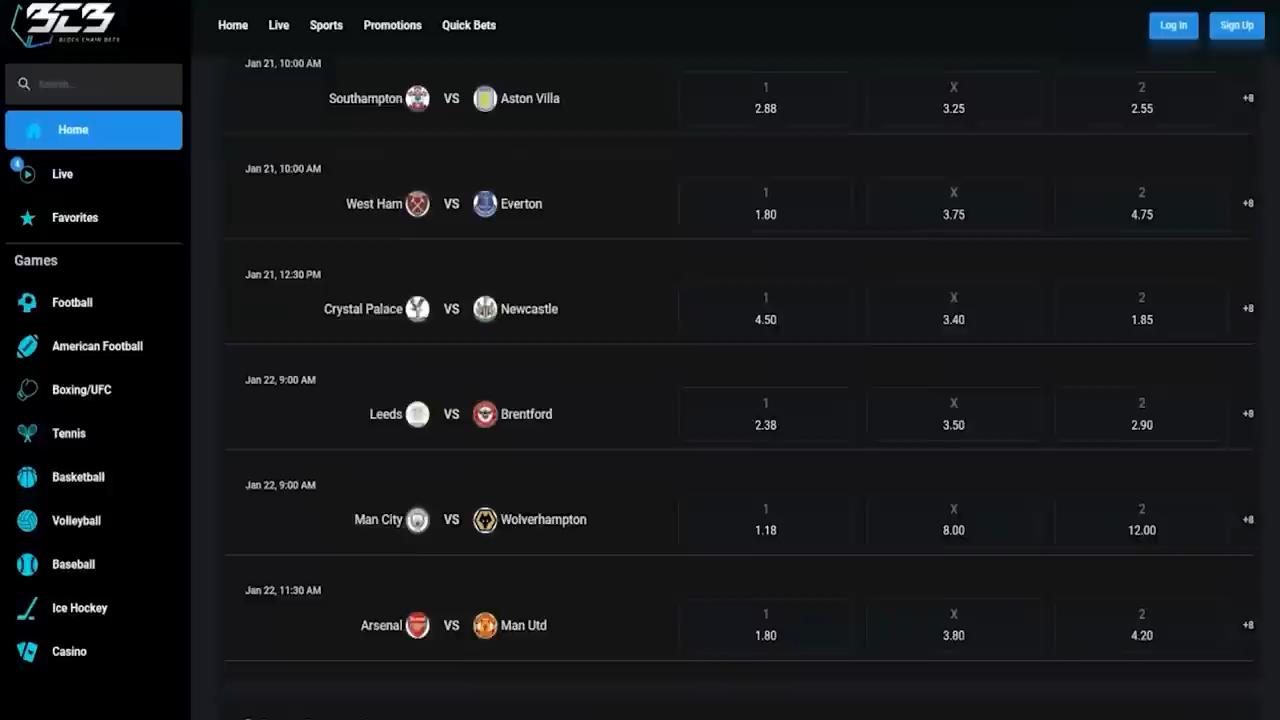 BCB
BLOCK CHAIN BETS
Home Live Sports Promotions Quick Bets
Log In Sign Up
Search...
Home
4
Live
Favorites
Games
Football
American Football
Boxing/UFC
Tennis
Basketball
Volleyball
Baseball
Ice Hockey
Casino
Jan 21, 10:00 AM
Southampton VS Aston Villa 1 2.88 X 3.25 2 2.55 +8
Jan 21, 10:00 AM
West Ham VS Everton 1 1.80 X 3.75 2 4.75 +8
Jan 21, 12:30 PM
Crystal Palace VS Newcastle 1 4.50 X 3.40 2 1.85 +8
Jan 22, 9:00 AM
Leeds VS Brentford 1 2.38 X 3.50 2 2.90 +8
Jan 22, 9:00 AM
Man City VS Wolverhampton 1 1.18 X 8.00 2 12.00 +8
Jan 22, 11:30 AM
Arsenal VS Man Utd 1 1.80 X 3.80 2 4.20 +8